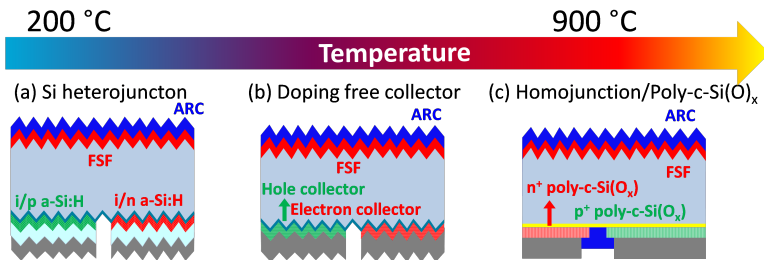 200 °C 900 °C
Temperature
(a) Si heterojuncton (b) Doping free collector (c) Homojunction/Poly-c-Si(O)x
ARC ARC ARC
FSF FSF FSF
i/p a-Si:H i/n a-Si:H
Hole collector
Electron collector
n+ poly-c-Si(Ox)
p+ poly-c-Si(Ox)